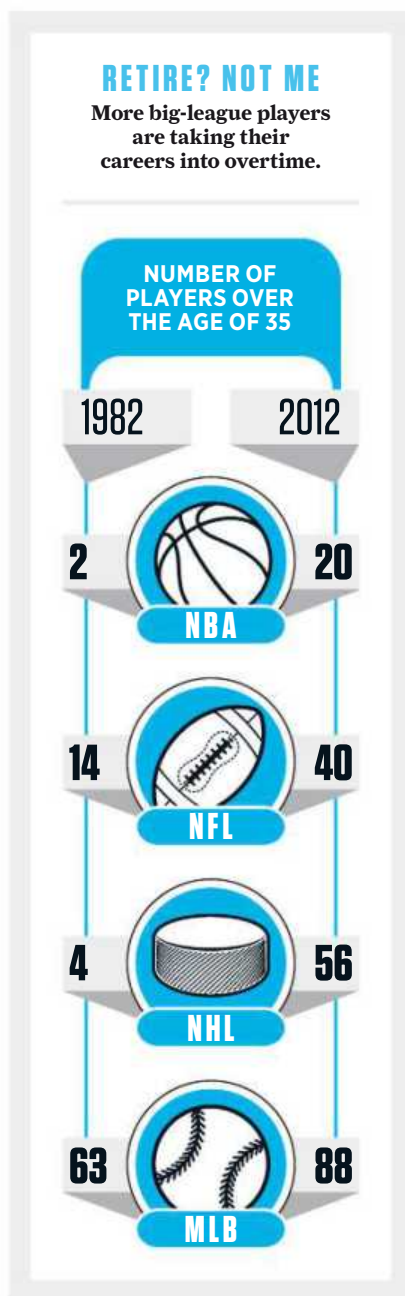 RETIRE? NOT ME
More big-league players
are taking their
careers into overtime.
NUMBER OF
PLAYERS OVER
THE AGE OF 35
1982 2012
2 20
NBA
14 40
NFL
4 56
NHL
63 88
MLB